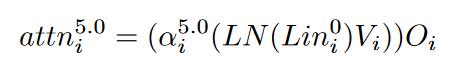 attn_i^{5.0} = (α_i^{5.0}(LN(Lin_i^0)V_i))O_i